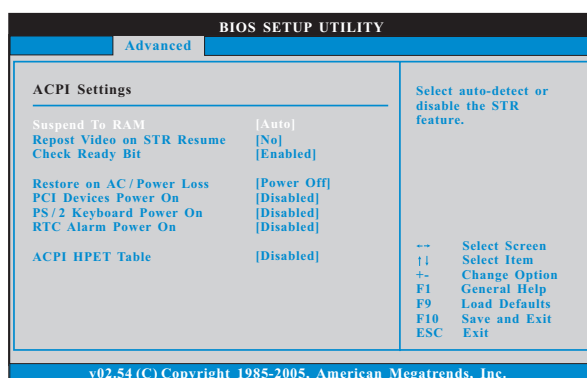 BIOS SETUP UTILITY
Advanced
ACPI Settings
Suspend To RAM [Auto]
Repost Video on STR Resume [No]
Check Ready Bit [Enabled]
Restore on AC / Power Loss [Power Off]
PCI Devices Power On [Disabled]
PS / 2 Keyboard Power On [Disabled]
RTC Alarm Power On [Disabled]
ACPI HPET Table [Disabled]
Select auto-detect or
disable the STR
feature.
←→ Select Screen
↑↓ Select Item
+- Change Option
F1 General Help
F9 Load Defaults
F10 Save and Exit
ESC Exit
v02.54 (C) Copyright 1985-2005, American Megatrends, Inc.